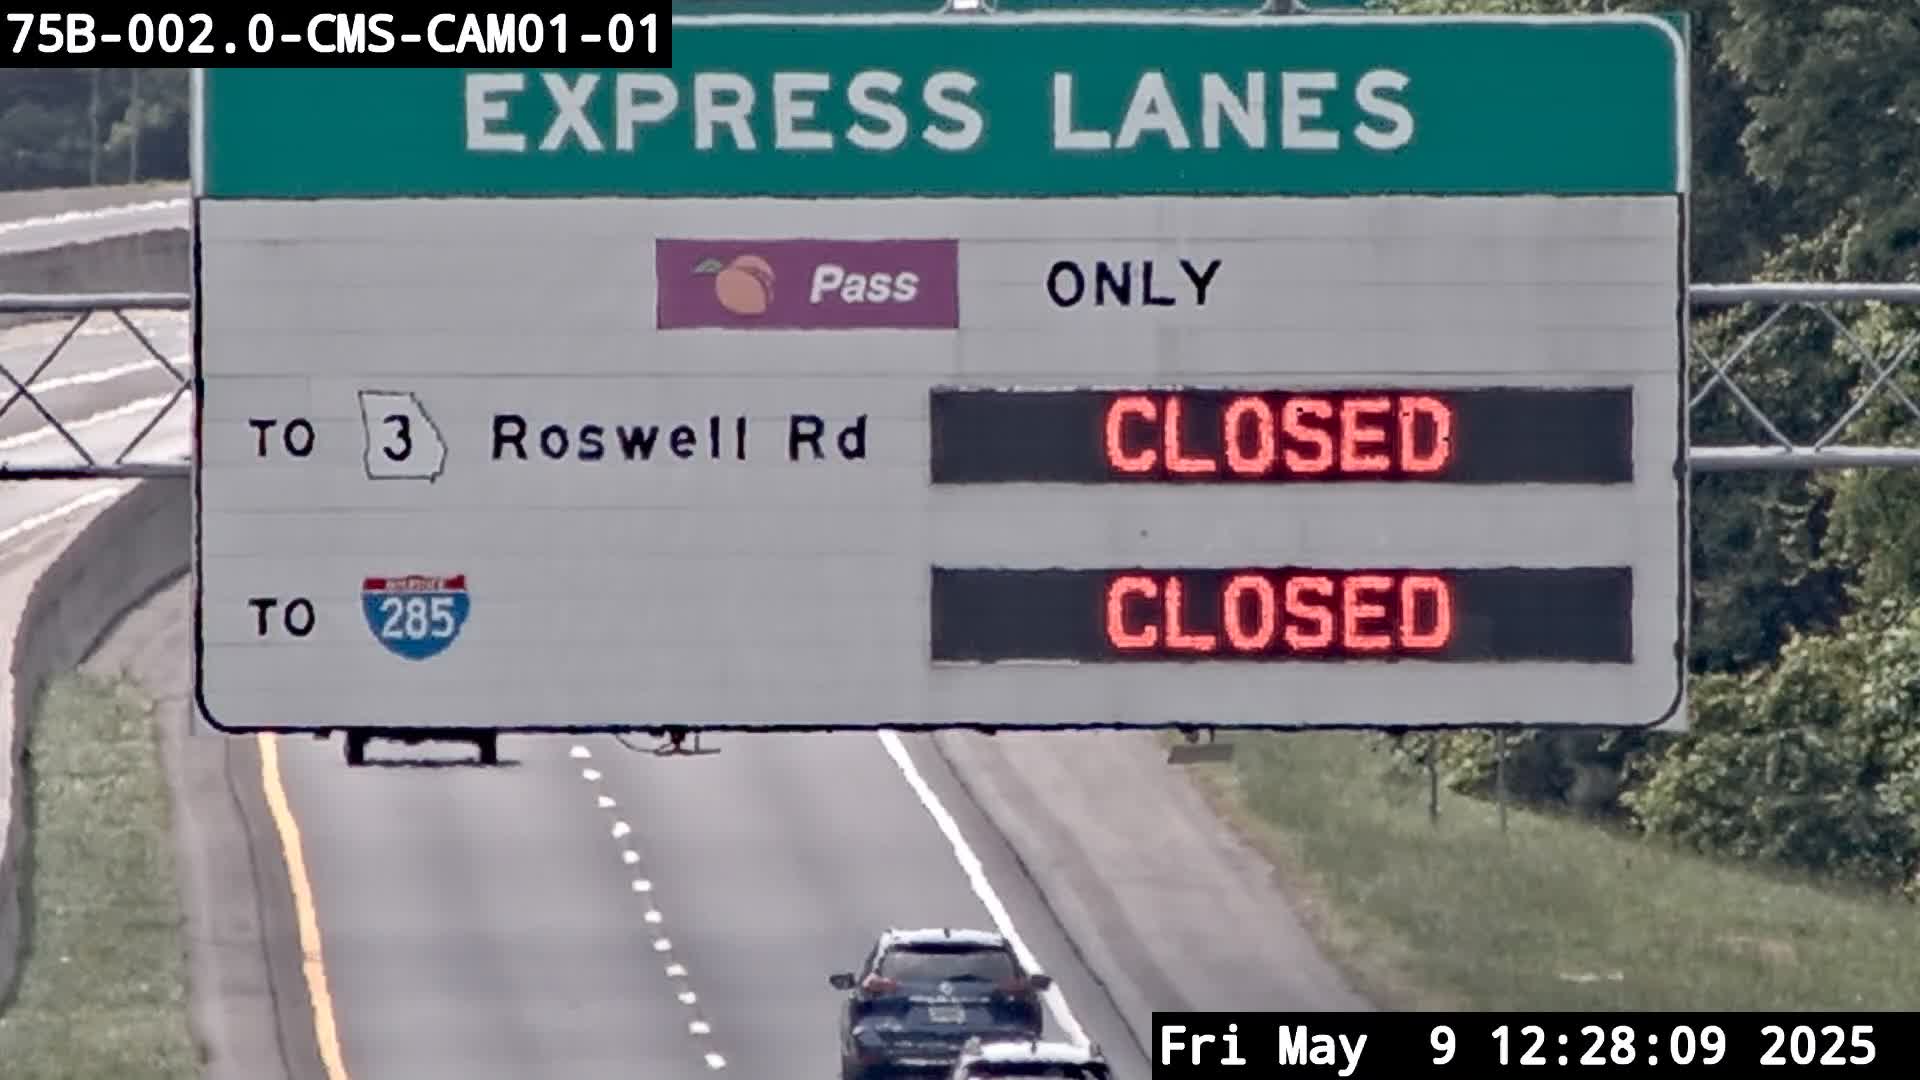 75B-002.0-CMS-CAM01-01
EXPRESS LANES
Pass ONLY
TO 3 Roswell Rd CLOSED
TO INTERSTATE 285 CLOSED
Fri May 9 12:28:09 2025